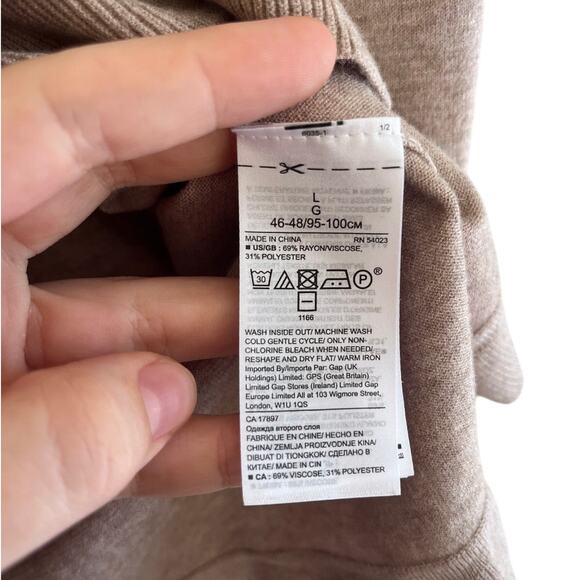 6035-1 1/2
L
G
46-48/95-100CM
MADE IN CHINA RN 54023
■ US/GB : 69% RAYON/VISCOSE,
31% POLYESTER
30 P ®
1166
WASH INSIDE OUT/ MACHINE WASH
COLD GENTLE CYCLE/ ONLY NON-
CHLORINE BLEACH WHEN NEEDED/
RESHAPE AND DRY FLAT/ WARM IRON
Imported By/Importa Par: Gap (UK
Holdings) Limited: GPS (Great Britain)
Limited Gap Stores (Ireland) Limited Gap
Europe Limited All at 103 Wigmore Street,
London, W1U 1QS
CA 17897
Одежда второго слоя
FABRIQUE EN CHINE/ HECHO EN
CHINA/ ZEMLJA PROIZVODNJE KINA/
DIBUAT DI TIONGKOK/ СДЕЛАНО В
КИТАЕ/ MADE IN CIN
■ CA : 69% VISCOSE, 31% POLYESTER